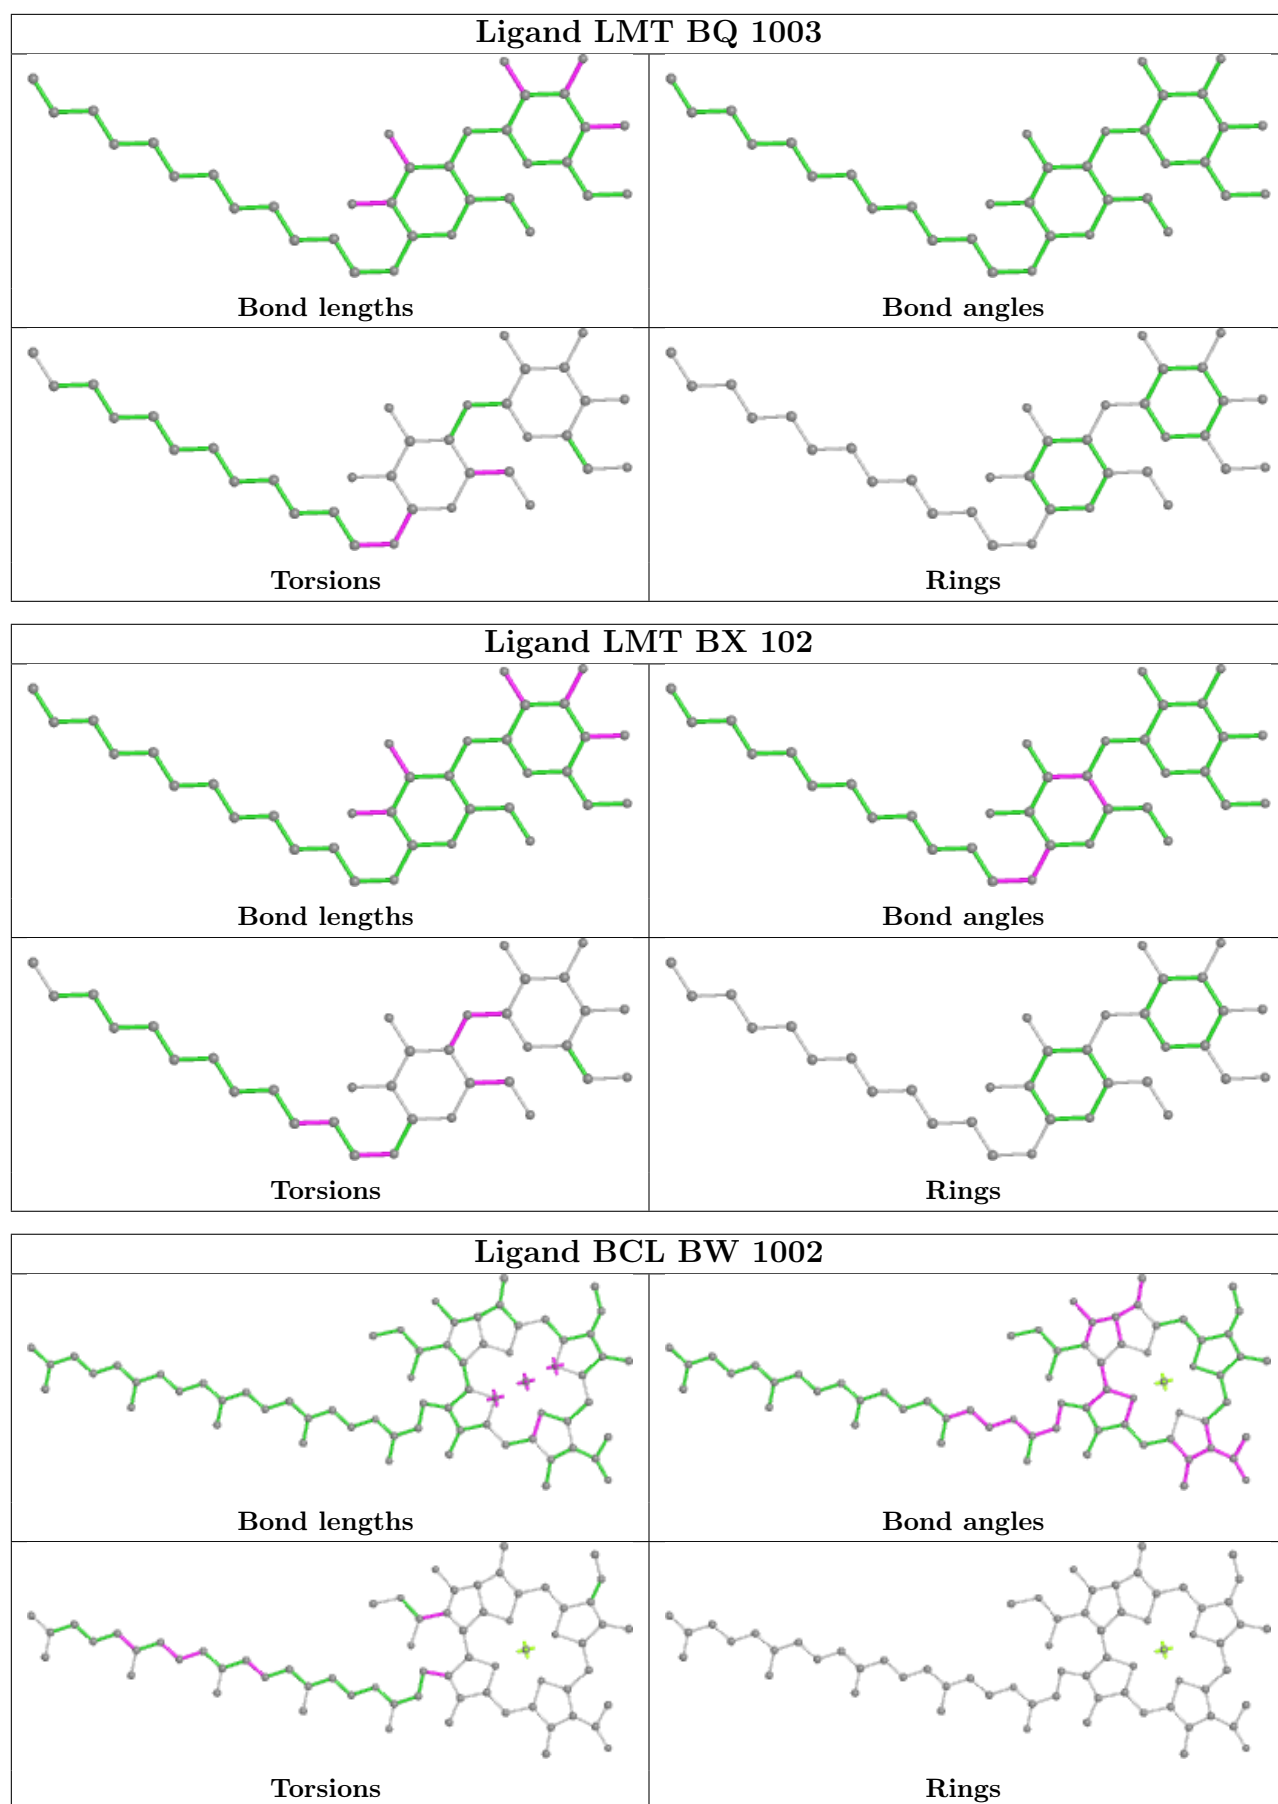 Ligand LMT BQ 1003
Bond lengths
Bond angles
Torsions
Rings
Ligand LMT BX 102
Bond lengths
Bond angles
Torsions
Rings
Ligand BCL BW 1002
Bond lengths
Bond angles
Torsions
Rings